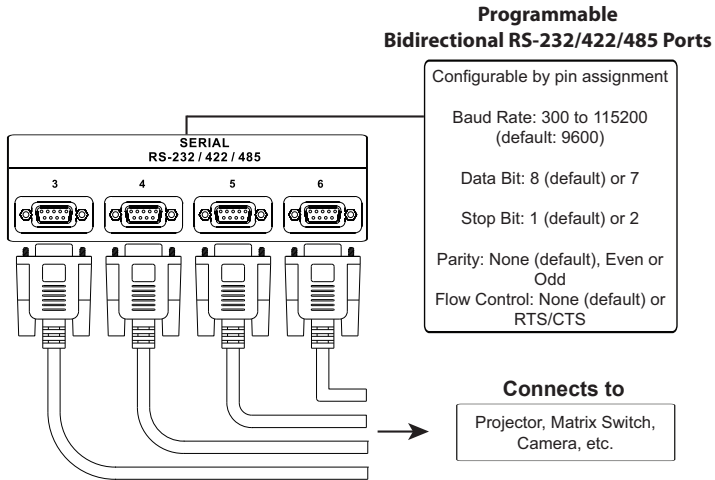 Programmable
Bidirectional RS-232/422/485 Ports
Configurable by pin assignment
Baud Rate: 300 to 115200
(default: 9600)
Data Bit: 8 (default) or 7
Stop Bit: 1 (default) or 2
Parity: None (default), Even or
Odd
Flow Control: None (default) or
RTS/CTS
SERIAL
RS-232 / 422 / 485
3 4 5 6
Connects to
Projector, Matrix Switch,
Camera, etc.